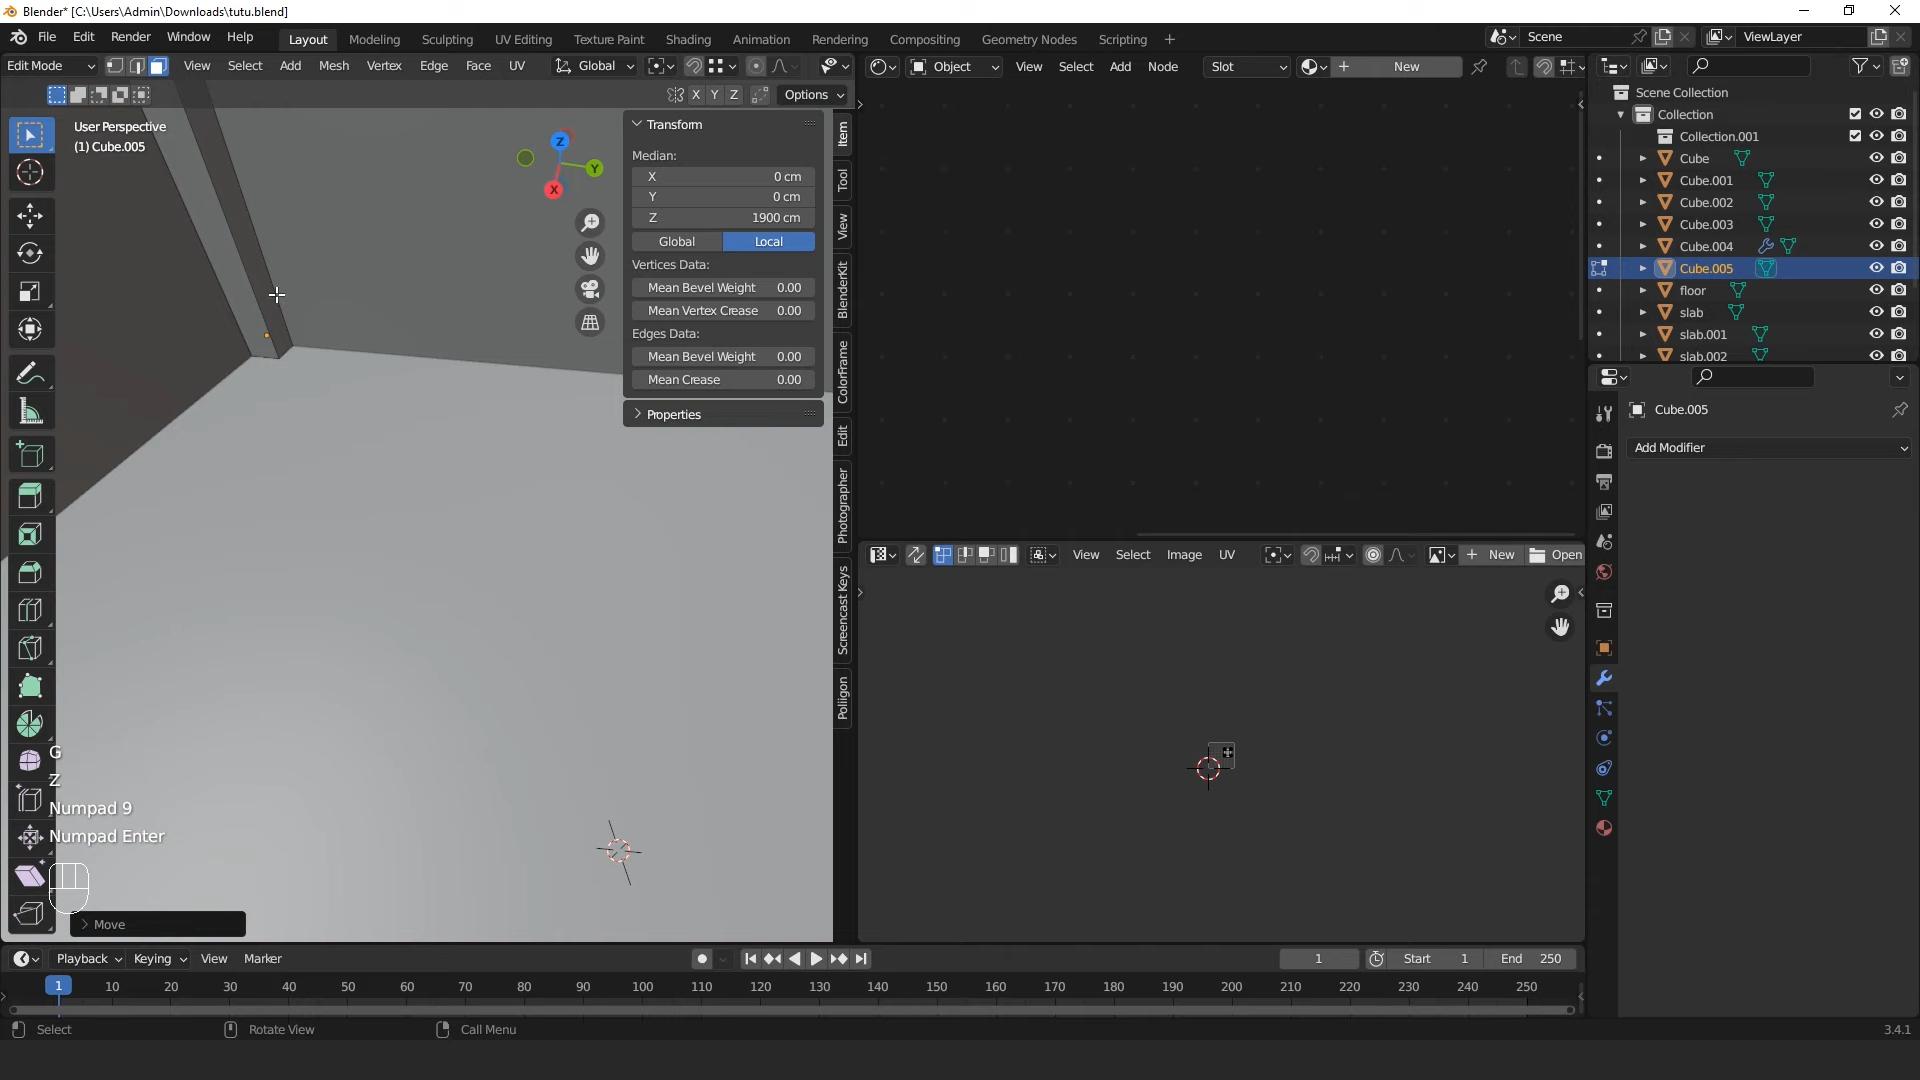 Blender* [C:\Users\Admin\Downloads\tutu.blend]
File Edit Render Window Help Layout Modeling Sculpting UV Editing Texture Paint Shading Animation Rendering Compositing Geometry Nodes Scripting + Scene ViewLayer
Edit Mode View Select Add Mesh Vertex Edge Face UV Global
Object View Select Add Node Slot New
X Y Z Options
User Perspective
(1) Cube.005
Z
Y
X
Transform
Median:
X 0 cm
Y 0 cm
Z 1900 cm
Global Local
Vertices Data:
Mean Bevel Weight 0.00
Mean Vertex Crease 0.00
Edges Data:
Mean Bevel Weight 0.00
Mean Crease 0.00
Properties
Item
Tool
View
BlenderKit
ColorFrame
Edit
Photographer
Screencast Keys
Poliigon
Scene Collection
Collection
Collection.001
Cube
Cube.001
Cube.002
Cube.003
Cube.004
Cube.005
floor
slab
slab.001
slab.002
Cube.005
Add Modifier
View Select Image UV New Open
G
Z
Numpad 9
Numpad Enter
Move
Playback Keying View Marker 1 Start 1 End 250
1 10 20 30 40 50 60 70 80 90 100 110 120 130 140 150 160 170 180 190 200 210 220 230 240 250
Select Rotate View Call Menu 3.4.1